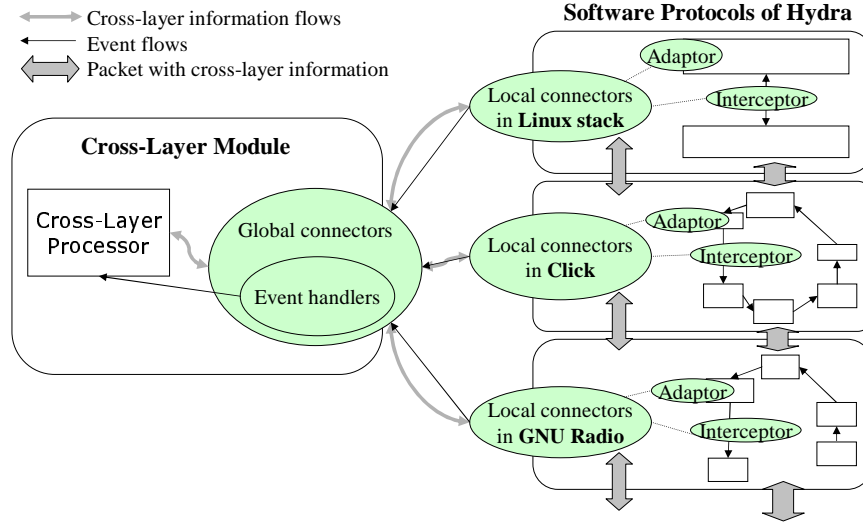 Cross-layer information flows
Event flows
Packet with cross-layer information
Software Protocols of Hydra
Cross-Layer Module
Cross-Layer
Processor
Global connectors
Event handlers
Local connectors
in Linux stack
Adaptor
Interceptor
Local connectors
in Click
Adaptor
Interceptor
Local connectors
in GNU Radio
Adaptor
Interceptor